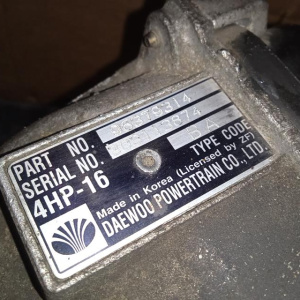 PART NO.
SERIAL NO.
4HP-16
TYPE CODE
Made in Korea (Licensed by ZF)
DAEWOO POWERTRAIN CO., LTD.